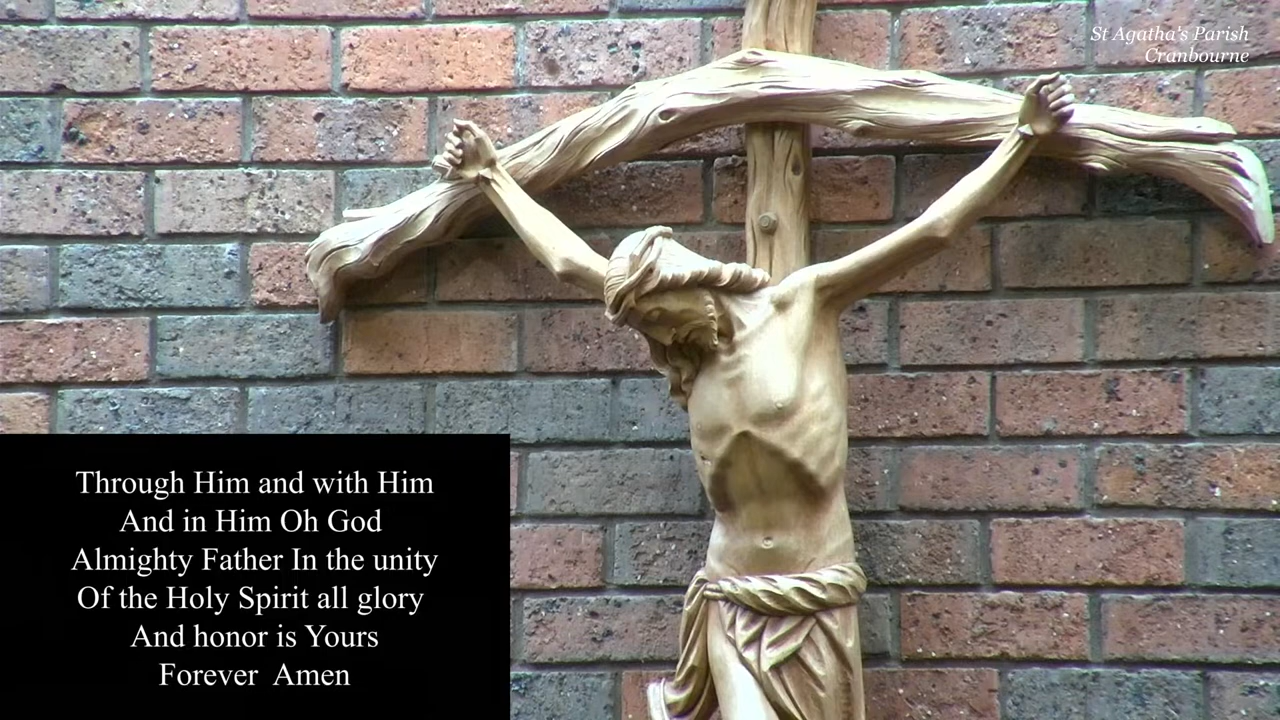 St Agatha's Parish
Cranbourne
Through Him and with Him
And in Him Oh God
Almighty Father In the unity
Of the Holy Spirit all glory
And honor is Yours
Forever  Amen